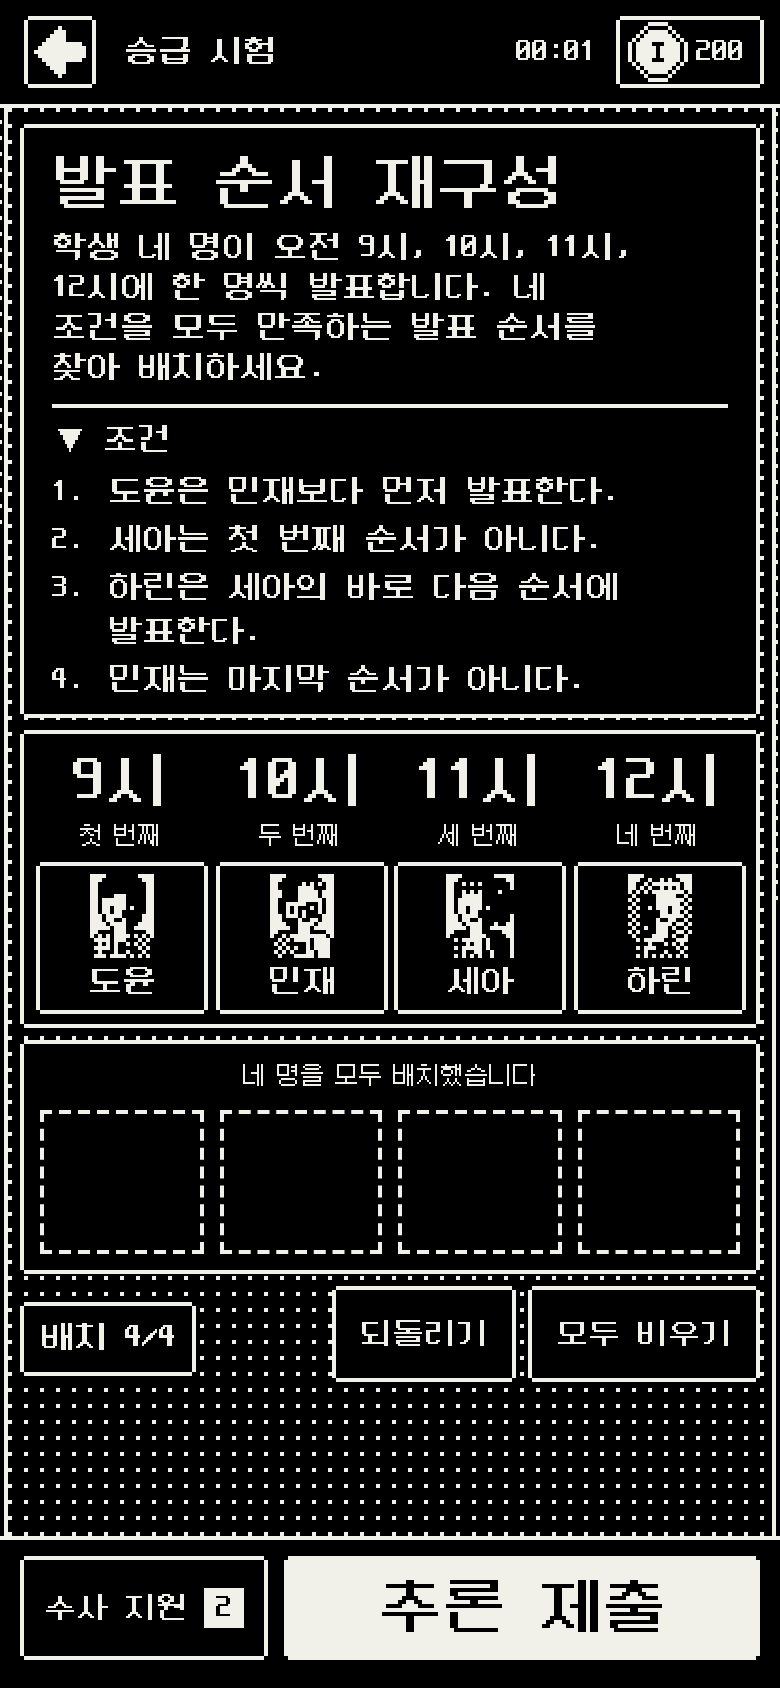 승급 시험
00:01
I 200
발표 순서 재구성
학생 네 명이 오전 9시, 10시, 11시,
12시에 한 명씩 발표합니다. 네
조건을 모두 만족하는 발표 순서를
찾아 배치하세요.
▼ 조건
1. 도윤은 민재보다 먼저 발표한다.
2. 세아는 첫 번째 순서가 아니다.
3. 하린은 세아의 바로 다음 순서에
발표한다.
4. 민재는 마지막 순서가 아니다.
9시 10시 11시 12시
첫 번째 두 번째 세 번째 네 번째
도윤 민재 세아 하린
네 명을 모두 배치했습니다
배치 4/4
되돌리기
모두 비우기
수사 지원 2
추론 제출